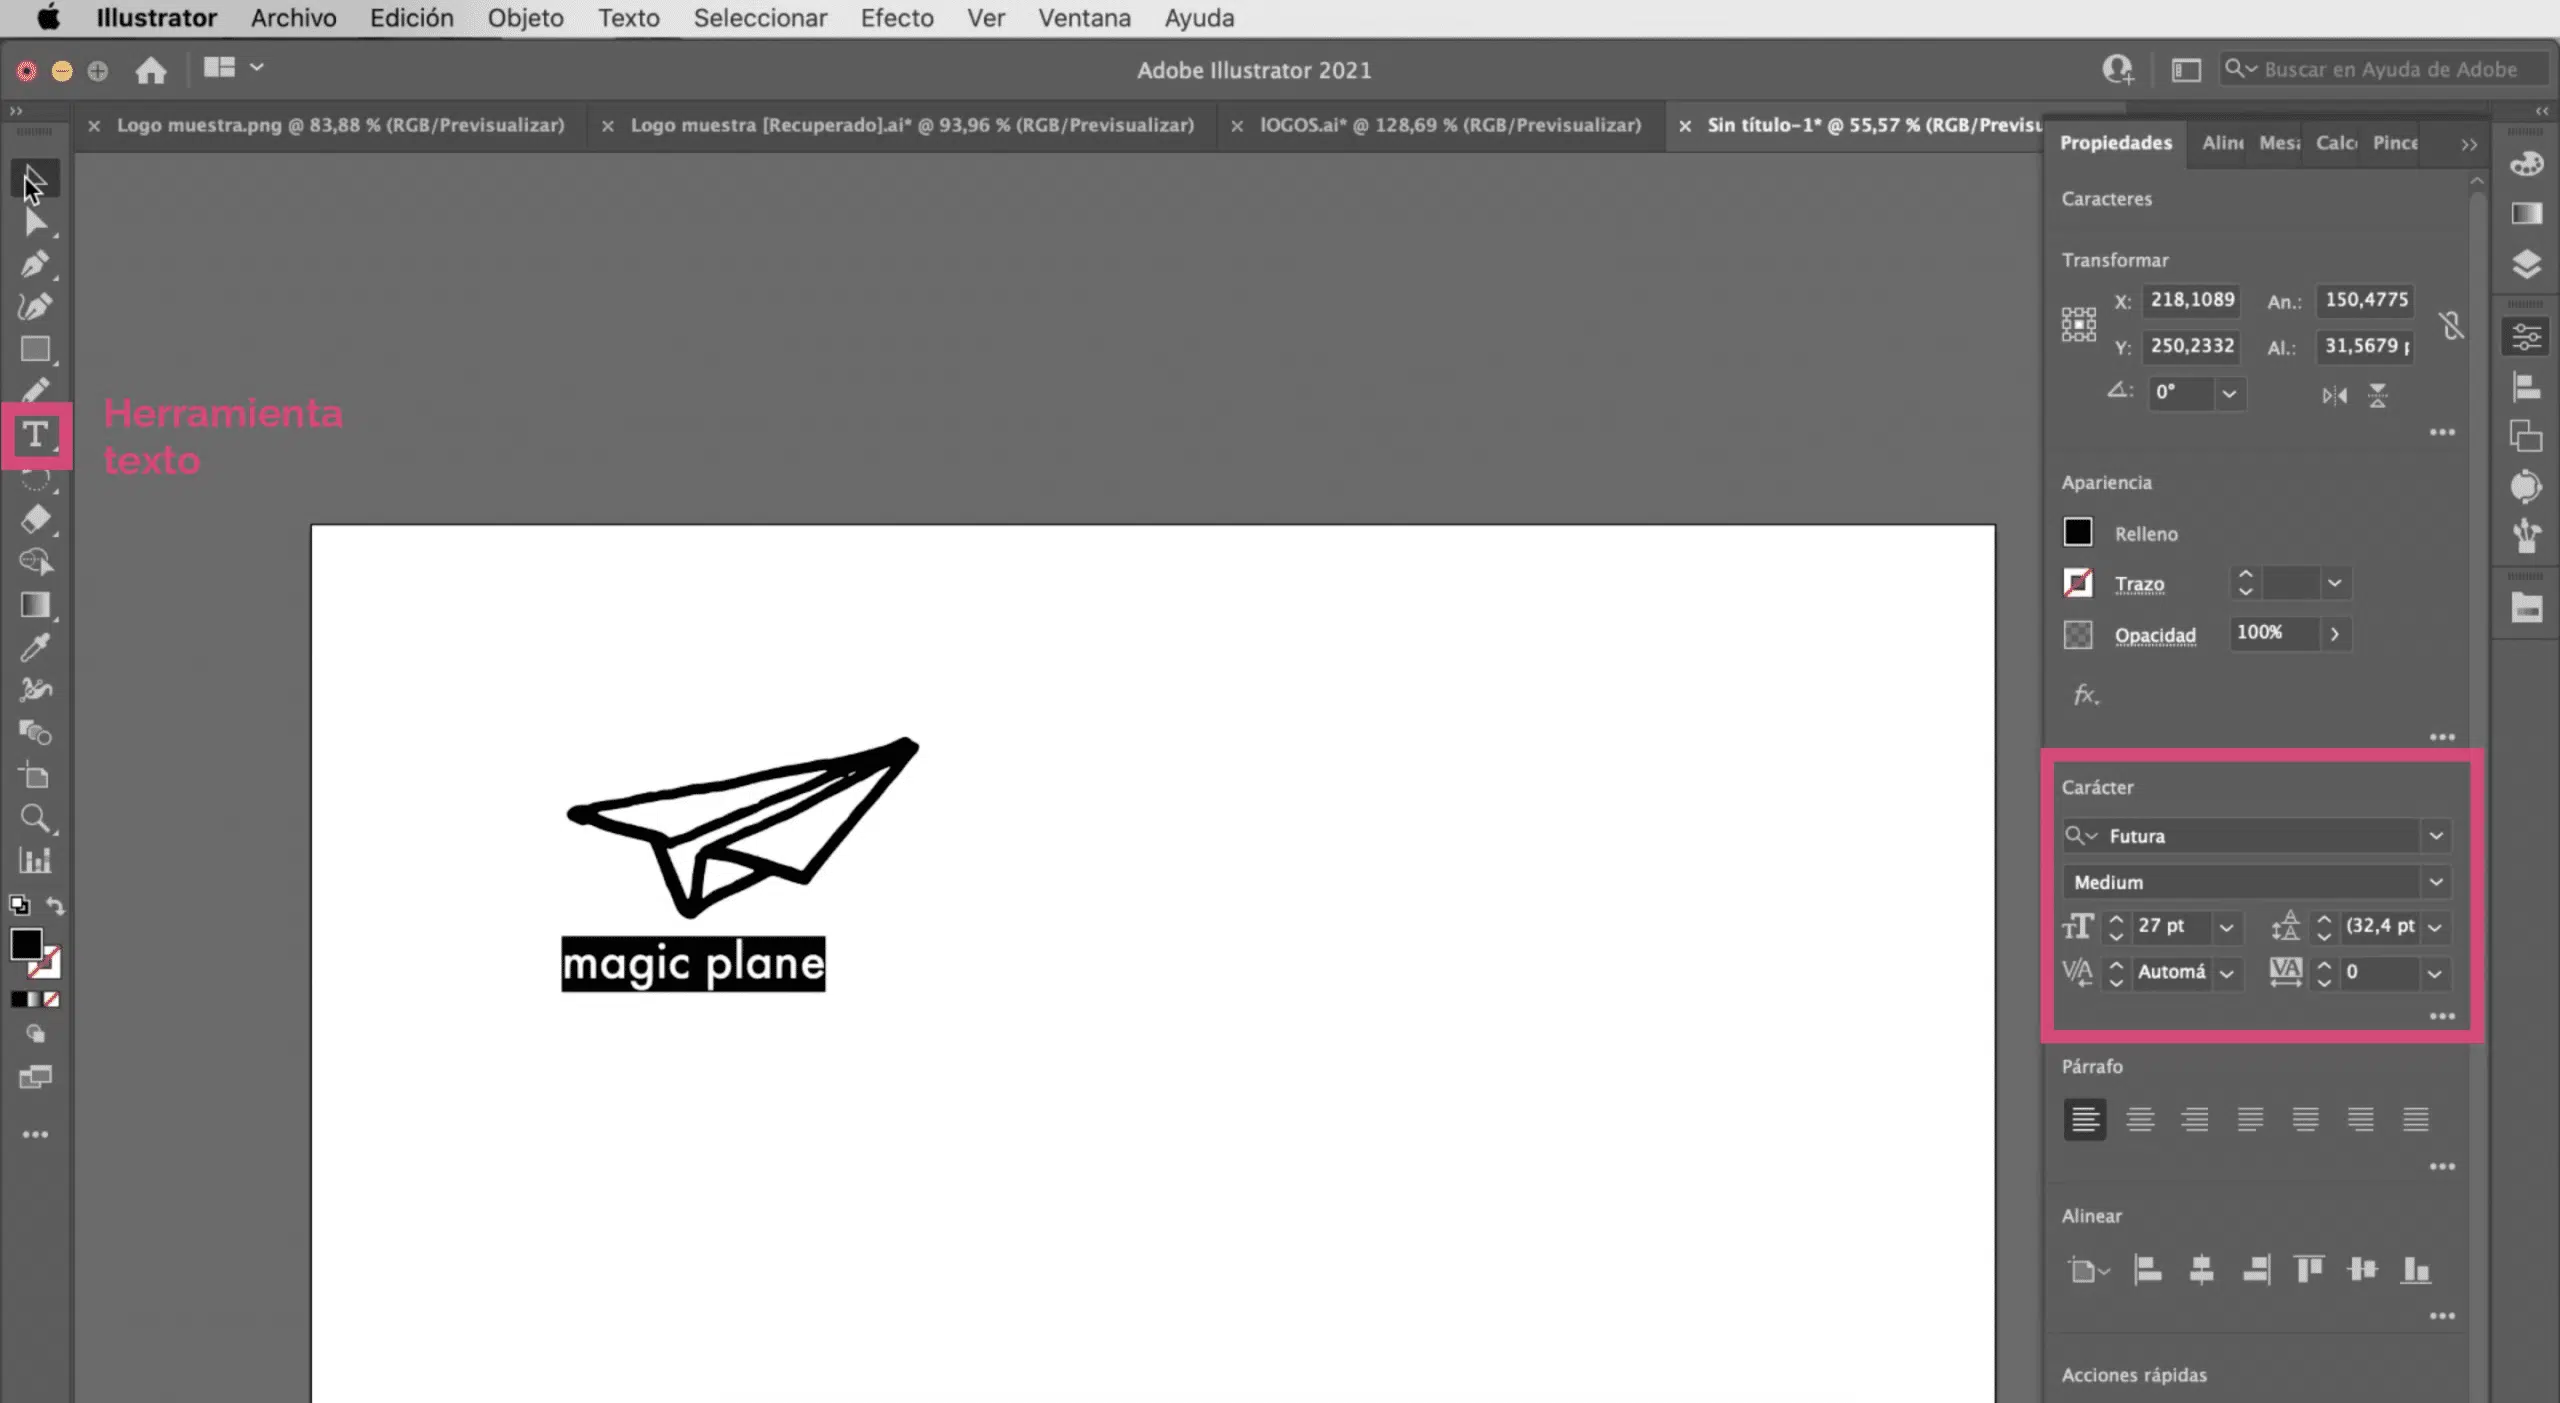 Illustrator Archivo Edición Objeto Texto Seleccionar Efecto Ver Ventana Ayuda
Adobe Illustrator 2021
Buscar en Ayuda de Adobe
Logo muestra.png @ 83,88 % (RGB/Previsualizar)
Logo muestra [Recuperado].ai* @ 93,96 % (RGB/Previsualizar)
lOGOS.ai* @ 128,69 % (RGB/Previsualizar)
Sin título-1* @ 55,57 % (RGB/Previsu
Propiedades Aline Mesa Calc Pince
Caracteres
Transformar
X: 218,1089 An.: 150,4775
Y: 250,2332 Al.: 31,5679 p
0°
Herramienta
texto
Apariencia
Relleno
Trazo
Opacidad 100%
fx.
magic plane
Carácter
Futura
Medium
27 pt (32,4 pt
Automá 0
Párrafo
Alinear
Acciones rápidas